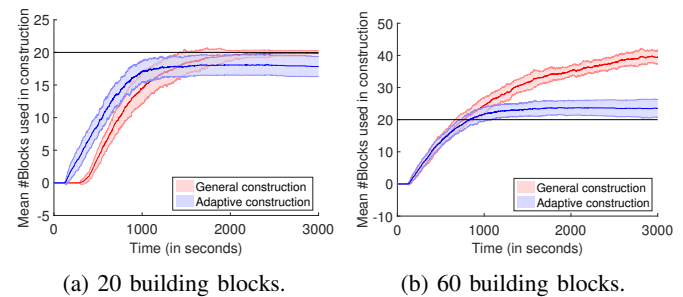 Mean #Blocks used in construction
25
20
15
10
5
0
-5
0
1000
2000
3000
Time (in seconds)
General construction
Adaptive construction
(a) 20 building blocks.
Mean #Blocks used in construction
50
40
30
20
10
0
-10
0
1000
2000
3000
Time (in seconds)
General construction
Adaptive construction
(b) 60 building blocks.